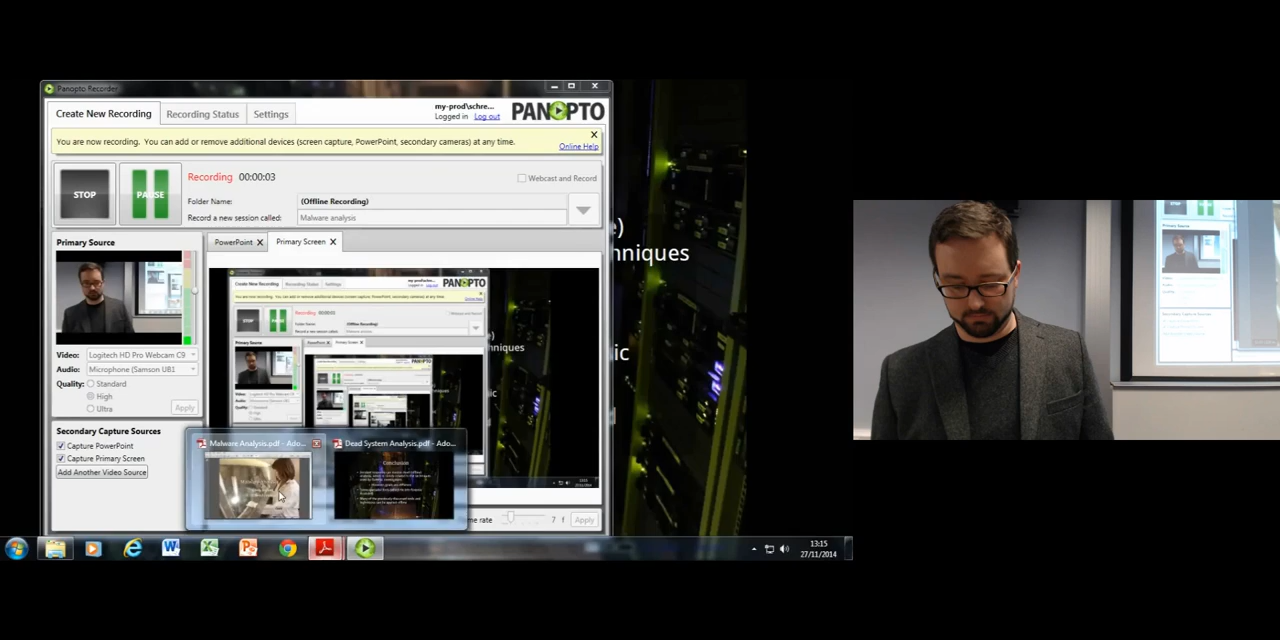 Panopto Recorder
Create New Recording
Recording Status
Settings
my-prod\schre...
Logged in Log out
PANOPTO
You are now recording. You can add or remove additional devices (screen capture, PowerPoint, secondary cameras) at any time.
Online Help
STOP
PAUSE
Recording 00:00:03
Webcast and Record
Folder Name: (Offline Recording)
Record a new session called: Malware analysis
Primary Source
PowerPoint
Primary Screen
Video: Logitech HD Pro Webcam C9
Audio: Microphone (Samson UB1
Quality: Standard
High
Ultra
Apply
Secondary Capture Sources
Capture PowerPoint
Capture Primary Screen
Add Another Video Source
Malware Analysis.pdf - Ado...
Dead System Analysis.pdf - Ado...
Conclusion
me rate
7 f
Apply
e)
hniques
ic
13:15
27/11/2014